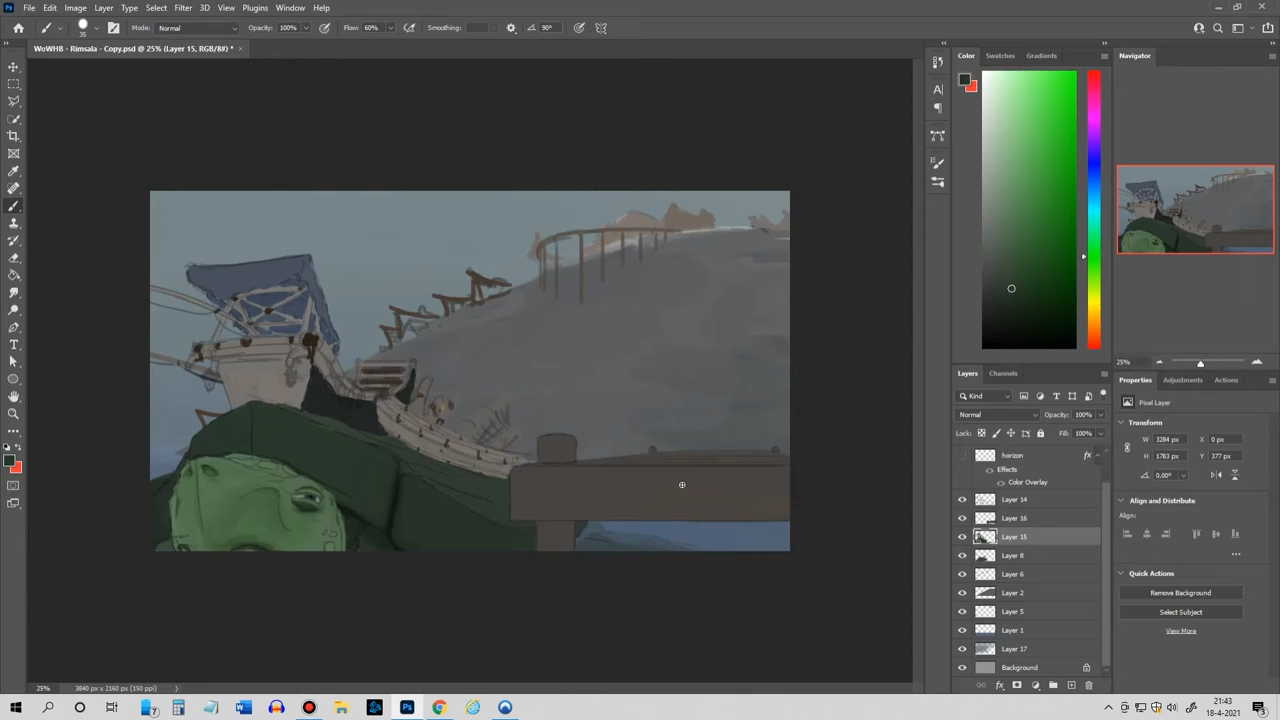 File Edit Image Layer Type Select Filter 3D View Plugins Window Help
35 Mode: Normal Opacity: 100% Flow: 60% Smoothing: 90°
WoWHB - Rimsala - Copy.psd @ 25% (Layer 15, RGB/8#) *
Color Swatches Gradients
Navigator
25%
Layers Channels
Kind
Normal Opacity: 100%
Lock: Fill: 100%
horizon fx
Effects
Color Overlay
Layer 14
Layer 16
Layer 15
Layer 8
Layer 6
Layer 2
Layer 5
Layer 1
Layer 17
Background
Properties Adjustments Actions
Pixel Layer
Transform
W 3284 px X 0 px
H 1783 px Y 377 px
0,00°
Align and Distribute
Align:
Quick Actions
Remove Background
Select Subject
View More
25% 3840 px x 2160 px (150 ppi)
21:43
18-4-2021